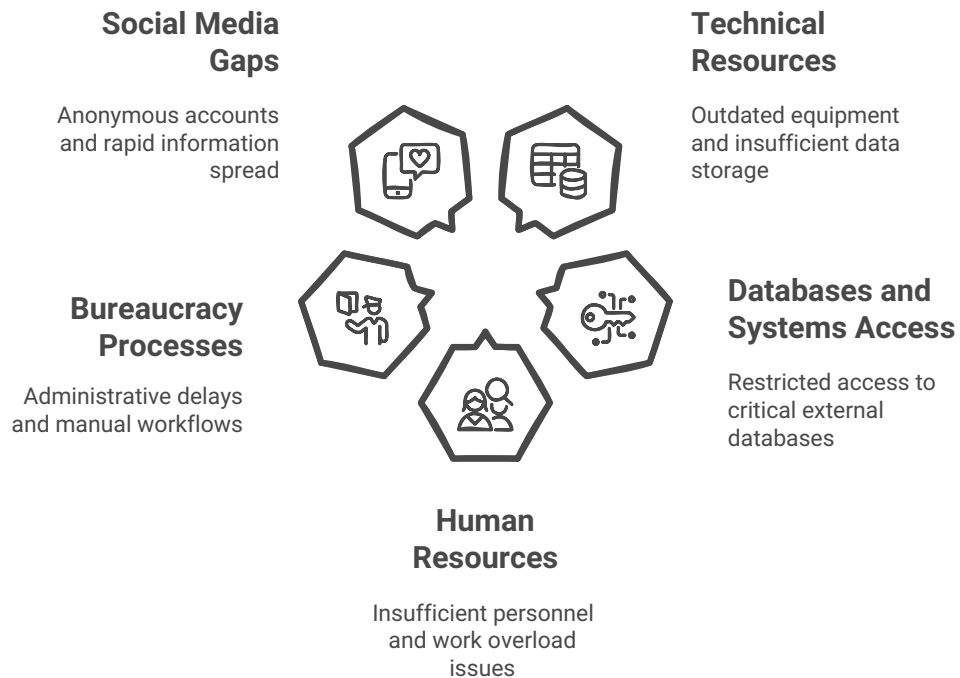 Social Media
Gaps
Anonymous accounts
and rapid information
spread
Technical
Resources
Outdated equipment
and insufficient data
storage
Bureaucracy
Processes
Administrative delays
and manual workflows
Databases and
Systems Access
Restricted access to
critical external
databases
Human
Resources
Insufficient personnel
and work overload
issues